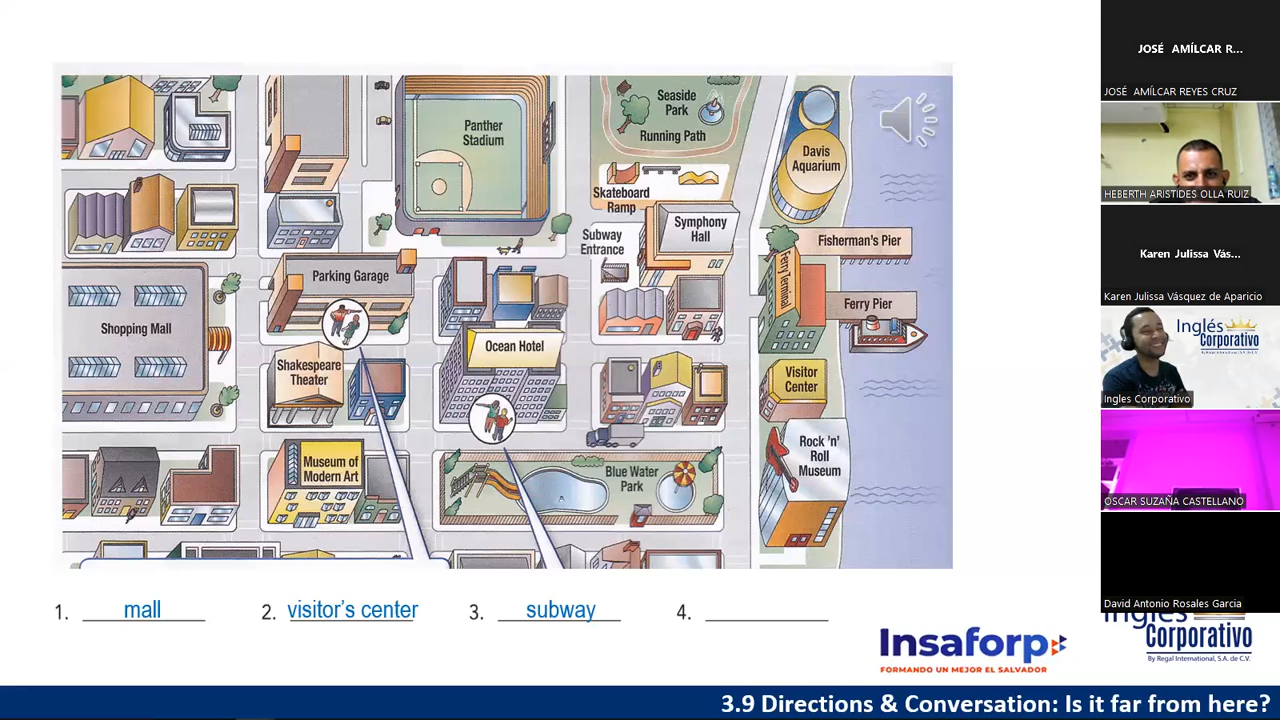 Panther
Stadium
Seaside
Park
Running Path
Davis
Aquarium
Skateboard
Ramp
Subway
Entrance
Symphony
Hall
Fisherman's Pier
Ferry Terminal
Ferry Pier
Parking Garage
Shopping Mall
Ocean Hotel
Shakespeare
Theater
Visitor
Center
Museum of
Modern Art
Blue Water
Park
Rock 'n'
Roll
Museum
1. mall
2. visitor's center
3. subway
4.
Insaforp
FORMANDO UN MEJOR EL SALVADOR
Inglés
Corporativo
By Regal International, S.A. de C.V.
3.9 Directions & Conversation: Is it far from here?
JOSÉ AMÍLCAR R...
JOSÉ AMÍLCAR REYES CRUZ
HEBERTH ARISTIDES OLLA RUIZ
Karen Julissa Vás...
Karen Julissa Vásquez de Aparicio
Inglés
Corporativo
Ingles Corporativo
OSCAR SUZAÑA CASTELLANO
David Antonio Rosales Garcia